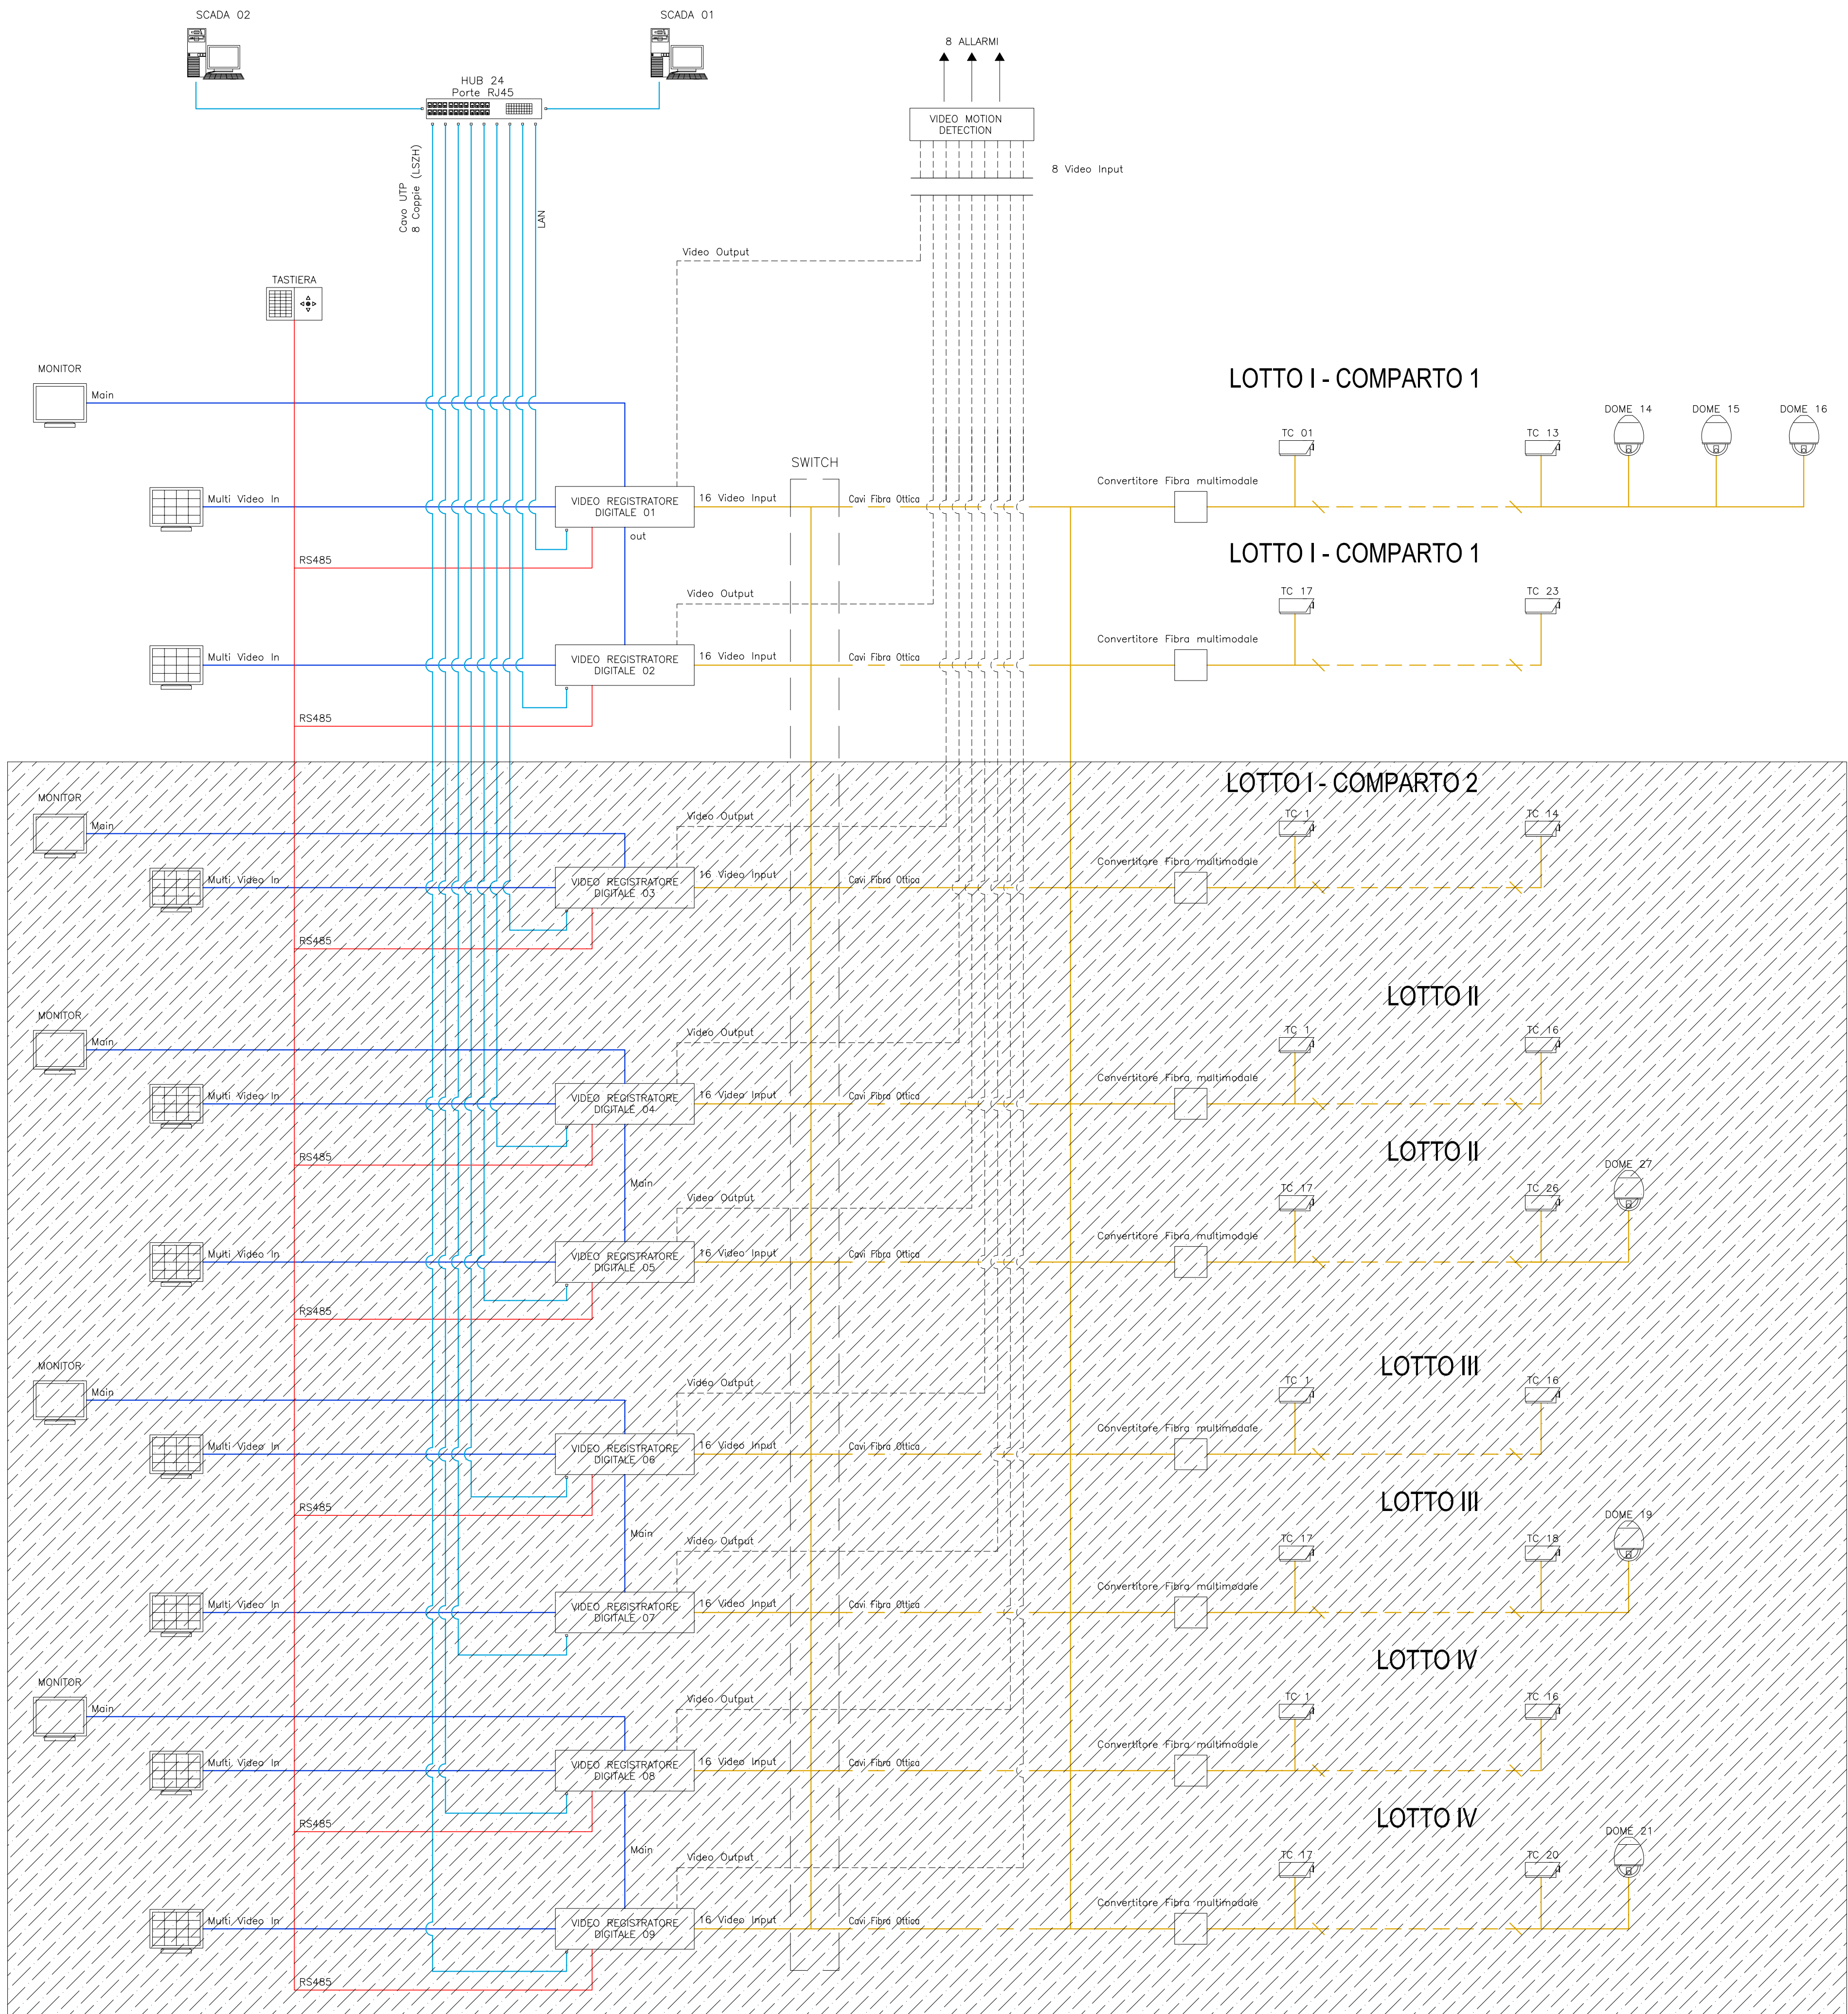 SCADA 02
SCADA 01
8 ALLARMI
HUB 24
Porte RJ45
VIDEO MOTION
DETECTION
8 Video Input
Cavo UTP
8 Coppie (LSZH)
LAN
Video Output
TASTIERA
MONITOR
Main
LOTTO I - COMPARTO 1
DOME 14
DOME 15
DOME 16
TC 01
TC 13
SWITCH
Convertitore Fibra multimodale
Multi Video In
VIDEO REGISTRATORE
DIGITALE 01
16 Video Input
Cavi Fibra Ottica
out
RS485
LOTTO I - COMPARTO 1
Video Output
TC 17
TC 23
Convertitore Fibra multimodale
Multi Video In
VIDEO REGISTRATORE
DIGITALE 02
16 Video Input
Cavi Fibra Ottica
RS485
LOTTO I - COMPARTO 2
MONITOR
Main
Video Output
TC 1
TC 14
Convertitore Fibra multimodale
Multi Video In
VIDEO REGISTRATORE
DIGITALE 03
16 Video Input
Cavi Fibra Ottica
RS485
LOTTO II
MONITOR
Main
Video Output
TC 1
TC 16
Convertitore Fibra multimodale
Multi Video In
VIDEO REGISTRATORE
DIGITALE 04
16 Video Input
Cavi Fibra Ottica
RS485
LOTTO II
Main
Video Output
TC 17
TC 26
DOME 27
Convertitore Fibra multimodale
Multi Video In
VIDEO REGISTRATORE
DIGITALE 05
16 Video Input
Cavi Fibra Ottica
RS485
LOTTO III
MONITOR
Main
Video Output
TC 1
TC 16
Convertitore Fibra multimodale
Multi Video In
VIDEO REGISTRATORE
DIGITALE 06
16 Video Input
Cavi Fibra Ottica
RS485
LOTTO III
Main
Video Output
TC 17
TC 18
DOME 19
Convertitore Fibra multimodale
Multi Video In
VIDEO REGISTRATORE
DIGITALE 07
16 Video Input
Cavi Fibra Ottica
LOTTO IV
MONITOR
Main
Video Output
TC 1
TC 16
Convertitore Fibra multimodale
Multi Video In
VIDEO REGISTRATORE
DIGITALE 08
16 Video Input
Cavi Fibra Ottica
RS485
LOTTO IV
Main
Video Output
TC 17
TC 20
DOME 21
Convertitore Fibra multimodale
Multi Video In
VIDEO REGISTRATORE
DIGITALE 09
16 Video Input
Cavi Fibra Ottica
RS485